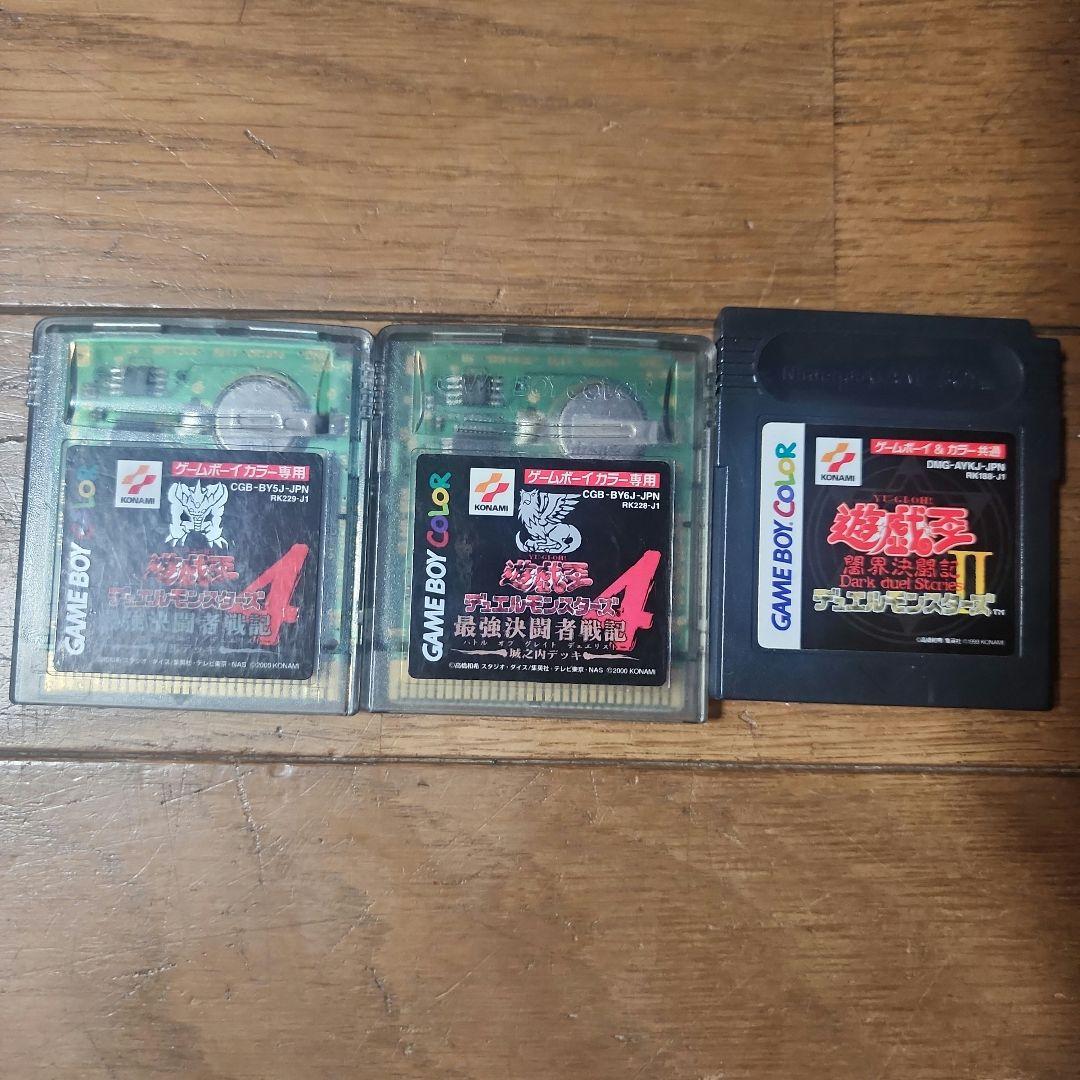 GAME BOY COLOR
KONAMI
ゲームボイカラー専用
CGB-BY5J-JPN
RK229-J1
遊戯王
デュエルモンスターズ4
闘者戦記
©2000 KONAMI
GAME BOY COLOR
KONAMI
ゲームボイカラー専用
CGB-BY6J-JPN
RK228-J1
YU-GI-OH!
遊戯王
デュエルモンスターズ4
最強決闘者戦記
バトル オブ グレイト デュエリスト
城之内デッキ
©高橋和希 スタジオ・ダイス/集英社・テレビ東京・NAS ©2000 KONAMI
GAME BOY COLOR
KONAMI
ゲームボーイ & カラー共通
DMG-AYKJ-JPN
RK188-J1
YU-GI-OH!
遊戯王
闇界決闘記 II
Dark duel Stories
デュエルモンスターズ™
©高橋和希 集英社 ©1999 KONAMI